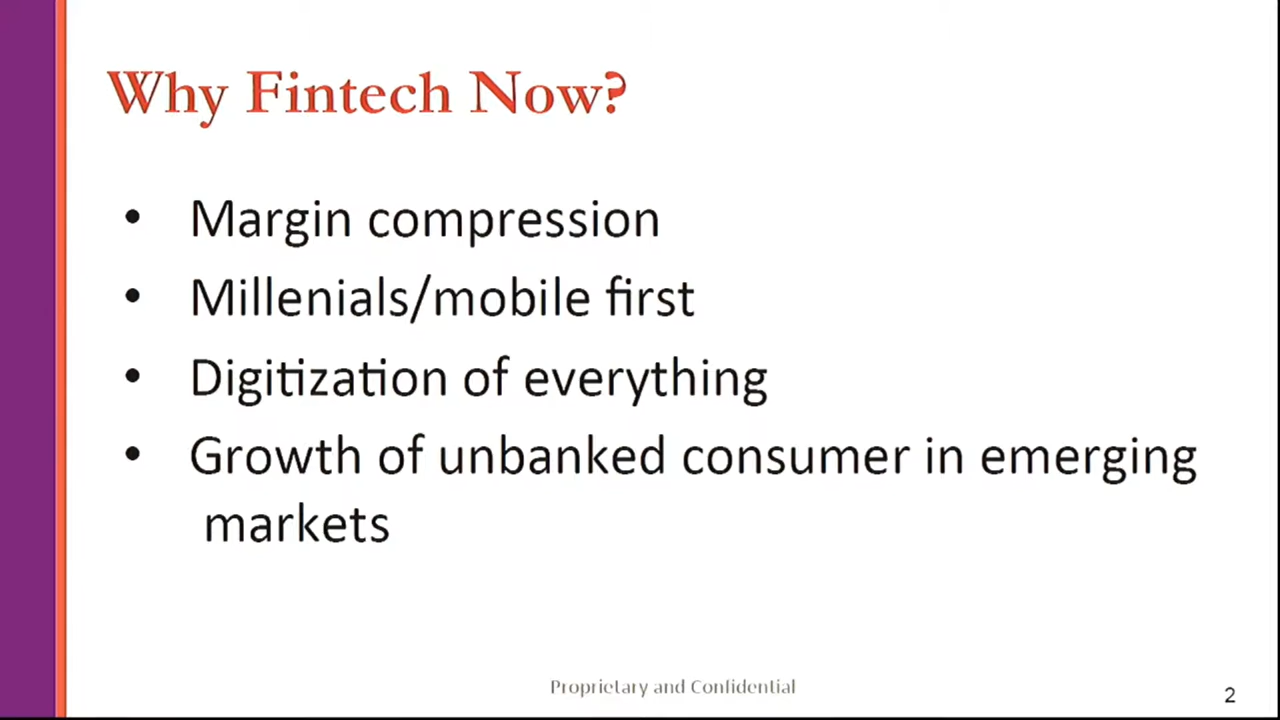 Why Fintech Now?
• Margin compression
• Millenials/mobile first
• Digitization of everything
• Growth of unbanked consumer in emerging
markets
Proprietary and Confidential
2